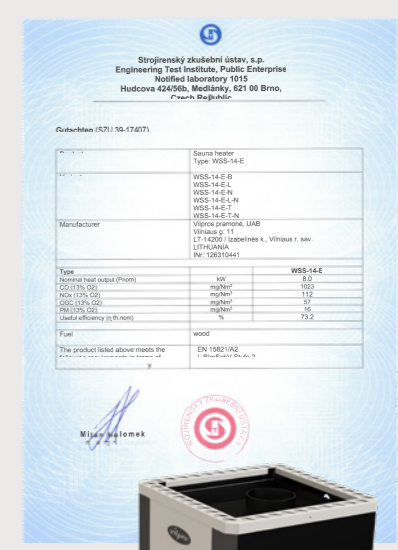 Strojírenský zkušební ústav, s.p.
Engineering Test Institute, Public Enterprise
Notified laboratory 1015
Hudcova 424/56b, Medlánky, 621 00 Brno,
Czech Republic
Gutachten (SZU 39-17407)
Sauna heater
Type: WSS-14-E
WSS-14-E-B
WSS-14-E-L
WSS-14-E-N
WSS-14-E-L-N
WSS-14-E-T
WSS-14-E-T-N
Manufacturer
Vilpros pramonė, UAB
Vilniaus g. 11
LT-14200 / Izabelinės k., Vilniaus r. sav.
LITHUANIA
INr: 126310441
Type WSS-14-E
Nominal heat output (Pnom) kW 8.0
CO (13% O2) mg/Nm³ 1023
NOx (13% O2) mg/Nm³ 112
OGC (13% O2) mg/Nm³ 57
PM (13% O2) mg/Nm³ 16
Useful efficiency (η th.nom) % 73.2
Fuel wood
The product listed above meets the EN 15821/A2